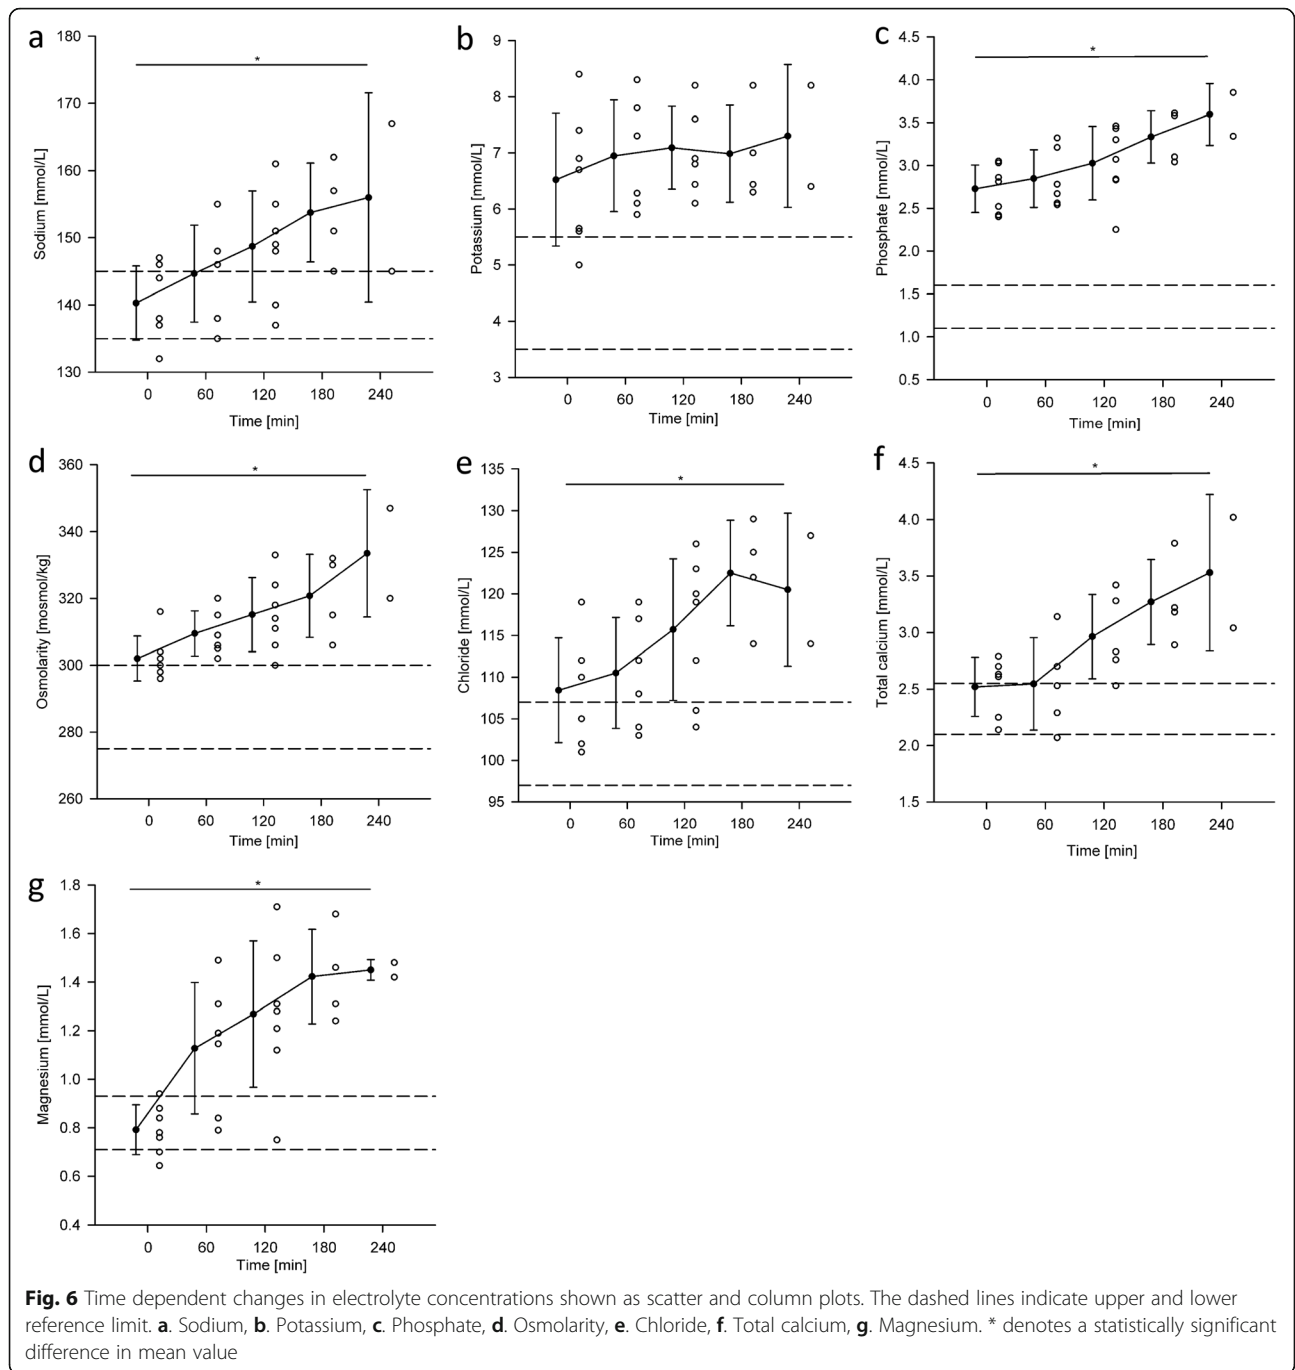 a
180
170
160
150
140
130
Sodium [mmol/L]
*
0 60 120 180 240
Time [min]
b
9
8
7
6
5
4
3
Potassium [mmol/L]
0 60 120 180 240
Time [min]
c
4.5
4.0
3.5
3.0
2.5
2.0
1.5
1.0
0.5
Phosphate [mmol/L]
*
0 60 120 180 240
Time [min]
d
360
340
320
300
280
260
Osmolarity [mosmol/kg]
*
0 60 120 180 240
Time [min]
e
135
130
125
120
115
110
105
100
95
Chloride [mmol/L]
*
0 60 120 180 240
Time [min]
f
4.5
4.0
3.5
3.0
2.5
2.0
1.5
Total calcium [mmol/L]
*
0 60 120 180 240
Time [min]
g
1.8
1.6
1.4
1.2
1.0
0.8
0.6
0.4
Magnesium [mmol/L]
*
0 60 120 180 240
Time [min]
Fig. 6 Time dependent changes in electrolyte concentrations shown as scatter and column plots. The dashed lines indicate upper and lower
reference limit. a. Sodium, b. Potassium, c. Phosphate, d. Osmolarity, e. Chloride, f. Total calcium, g. Magnesium. * denotes a statistically significant
difference in mean value